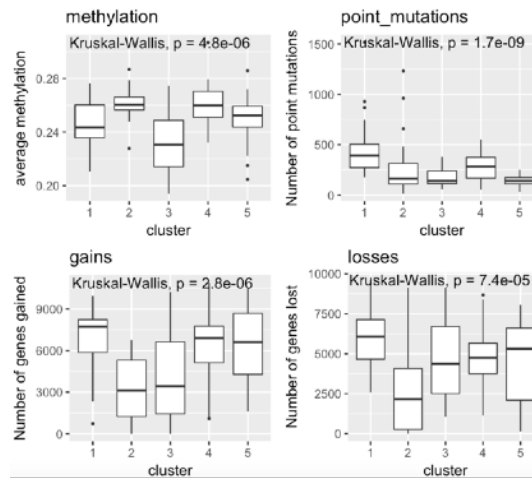 methylation
Kruskal-Wallis, p = 4.8e-06
average methylation
0.28
0.24
0.20
1 2 3 4 5
cluster
point_mutations
Kruskal-Wallis, p = 1.7e-09
Number of point mutations
1500
1000
500
0
1 2 3 4 5
cluster
gains
Kruskal-Wallis, p = 2.8e-06
Number of genes gained
9000
6000
3000
0
1 2 3 4 5
cluster
losses
Kruskal-Wallis, p = 7.4e-05
Number of genes lost
10000
7500
5000
2500
0
1 2 3 4 5
cluster